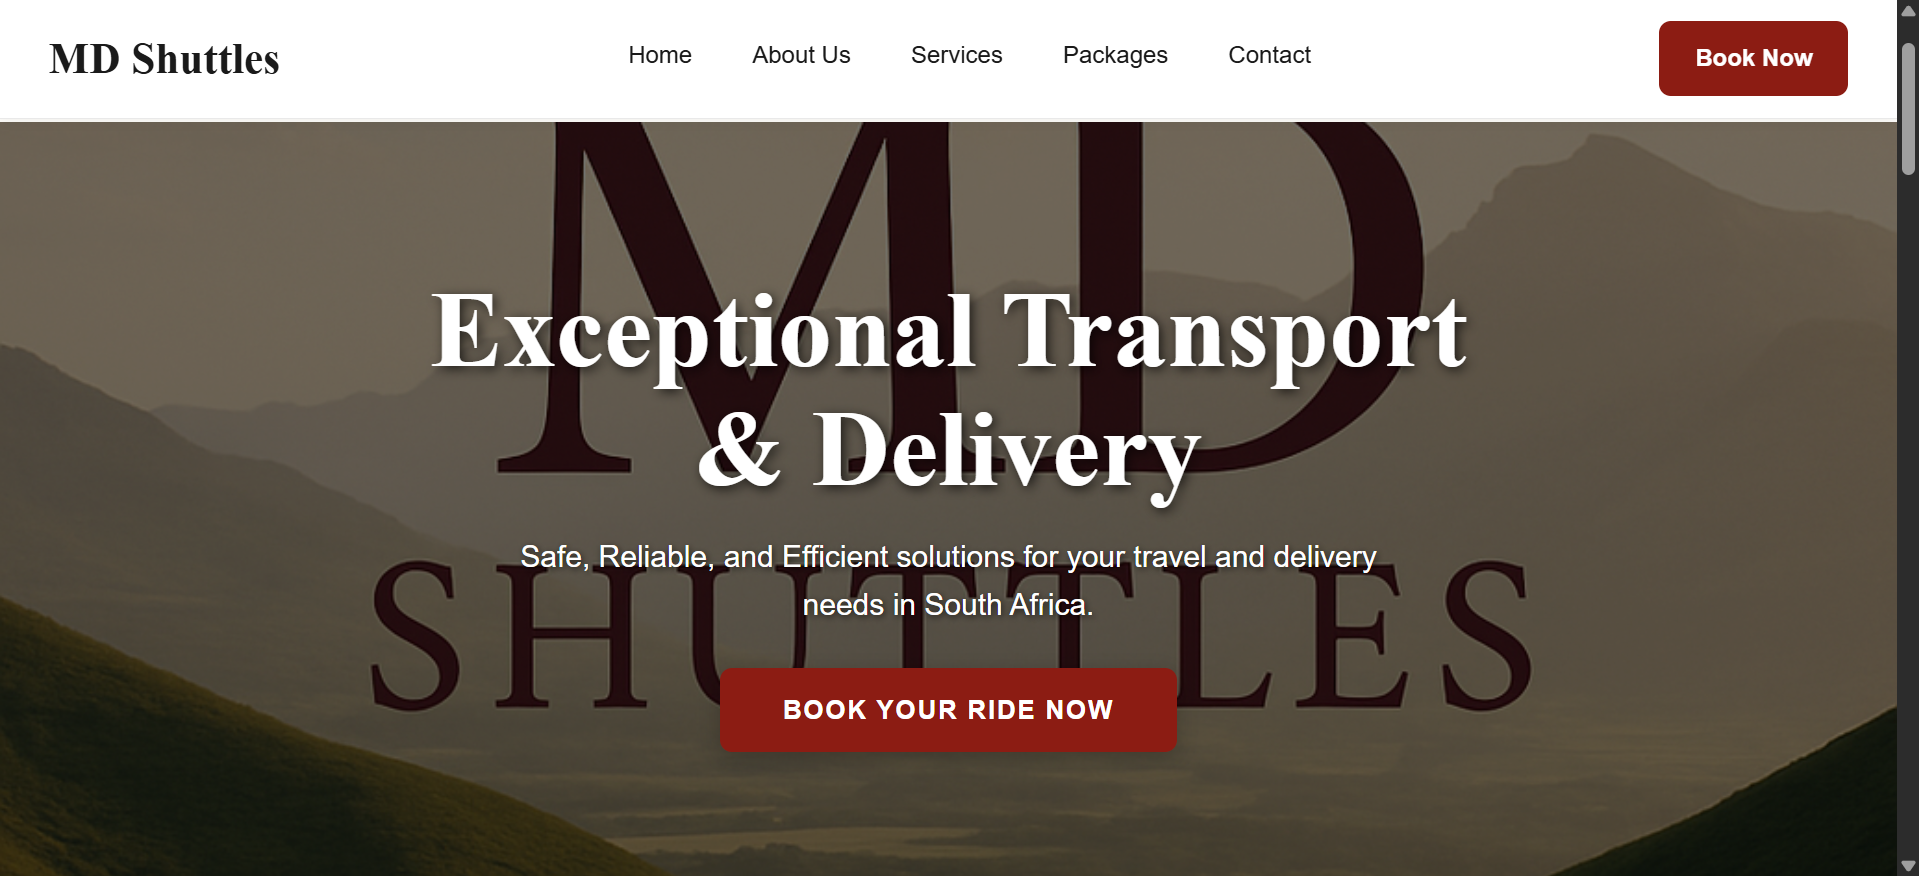 MD Shuttles
Home
About Us
Services
Packages
Contact
Book Now
MD
Exceptional Transport
& Delivery
Safe, Reliable, and Efficient solutions for your travel and delivery
needs in South Africa.
SHUTTLES
BOOK YOUR RIDE NOW